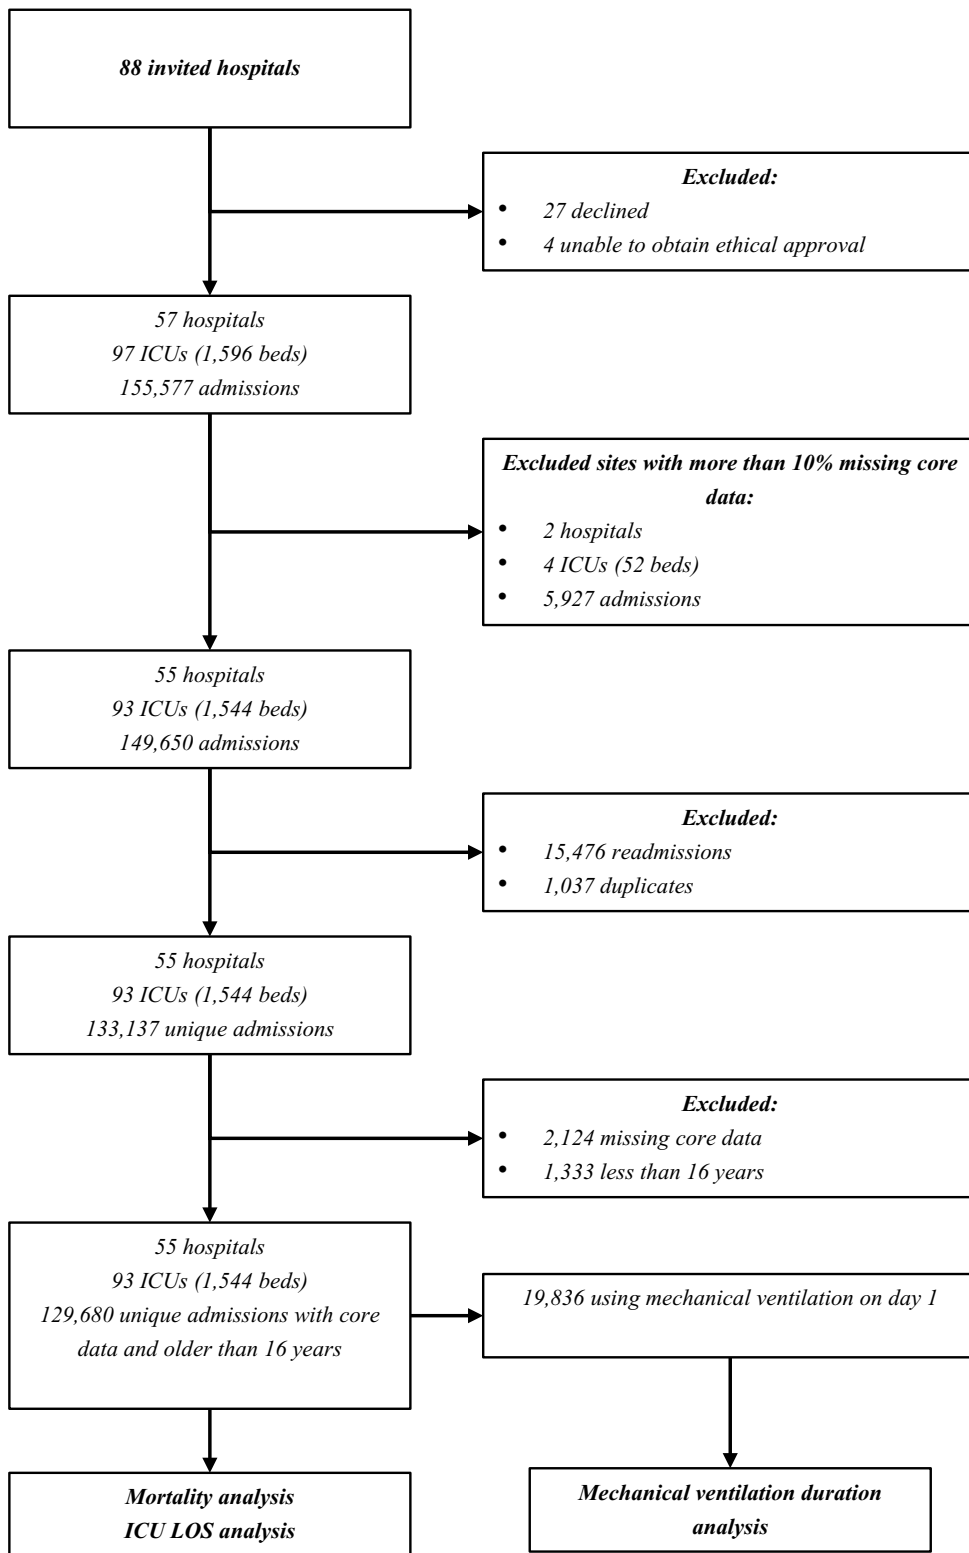 88 invited hospitals
Excluded:
• 27 declined
• 4 unable to obtain ethical approval
57 hospitals
97 ICUs (1,596 beds)
155,577 admissions
Excluded sites with more than 10% missing core
data:
• 2 hospitals
• 4 ICUs (52 beds)
• 5,927 admissions
55 hospitals
93 ICUs (1,544 beds)
149,650 admissions
Excluded:
• 15,476 readmissions
• 1,037 duplicates
55 hospitals
93 ICUs (1,544 beds)
133,137 unique admissions
Excluded:
• 2,124 missing core data
• 1,333 less than 16 years
55 hospitals
93 ICUs (1,544 beds)
129,680 unique admissions with core
data and older than 16 years
19,836 using mechanical ventilation on day 1
Mortality analysis
ICU LOS analysis
Mechanical ventilation duration
analysis